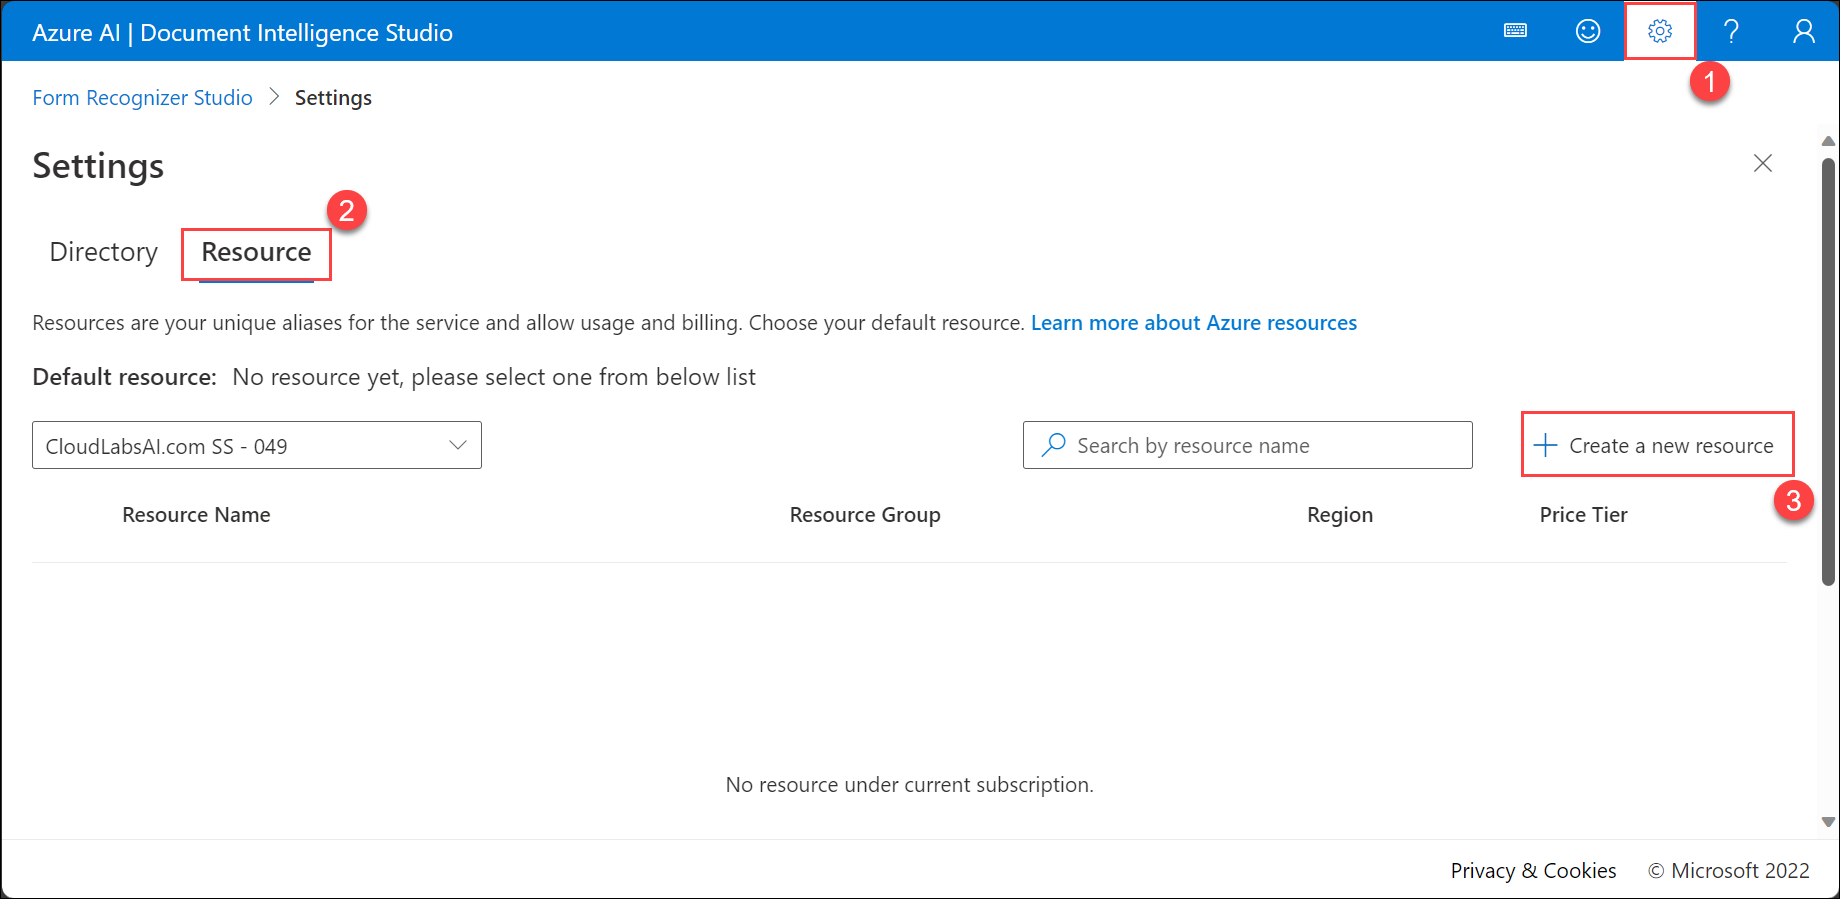 Azure AI | Document Intelligence Studio
?
1
Form Recognizer Studio > Settings
Settings
2
Directory Resource
Resources are your unique aliases for the service and allow usage and billing. Choose your default resource. Learn more about Azure resources
Default resource: No resource yet, please select one from below list
CloudLabsAI.com SS - 049 Search by resource name + Create a new resource
3
Resource Name Resource Group Region Price Tier
No resource under current subscription.
Privacy & Cookies © Microsoft 2022